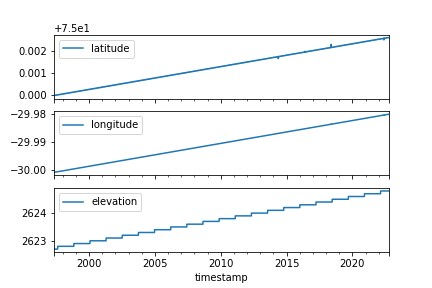 +7.5e1
0.002
0.001
0.000
latitude
-29.98
-29.99
-30.00
longitude
2624
2623
elevation
2000 2005 2010 2015 2020
timestamp